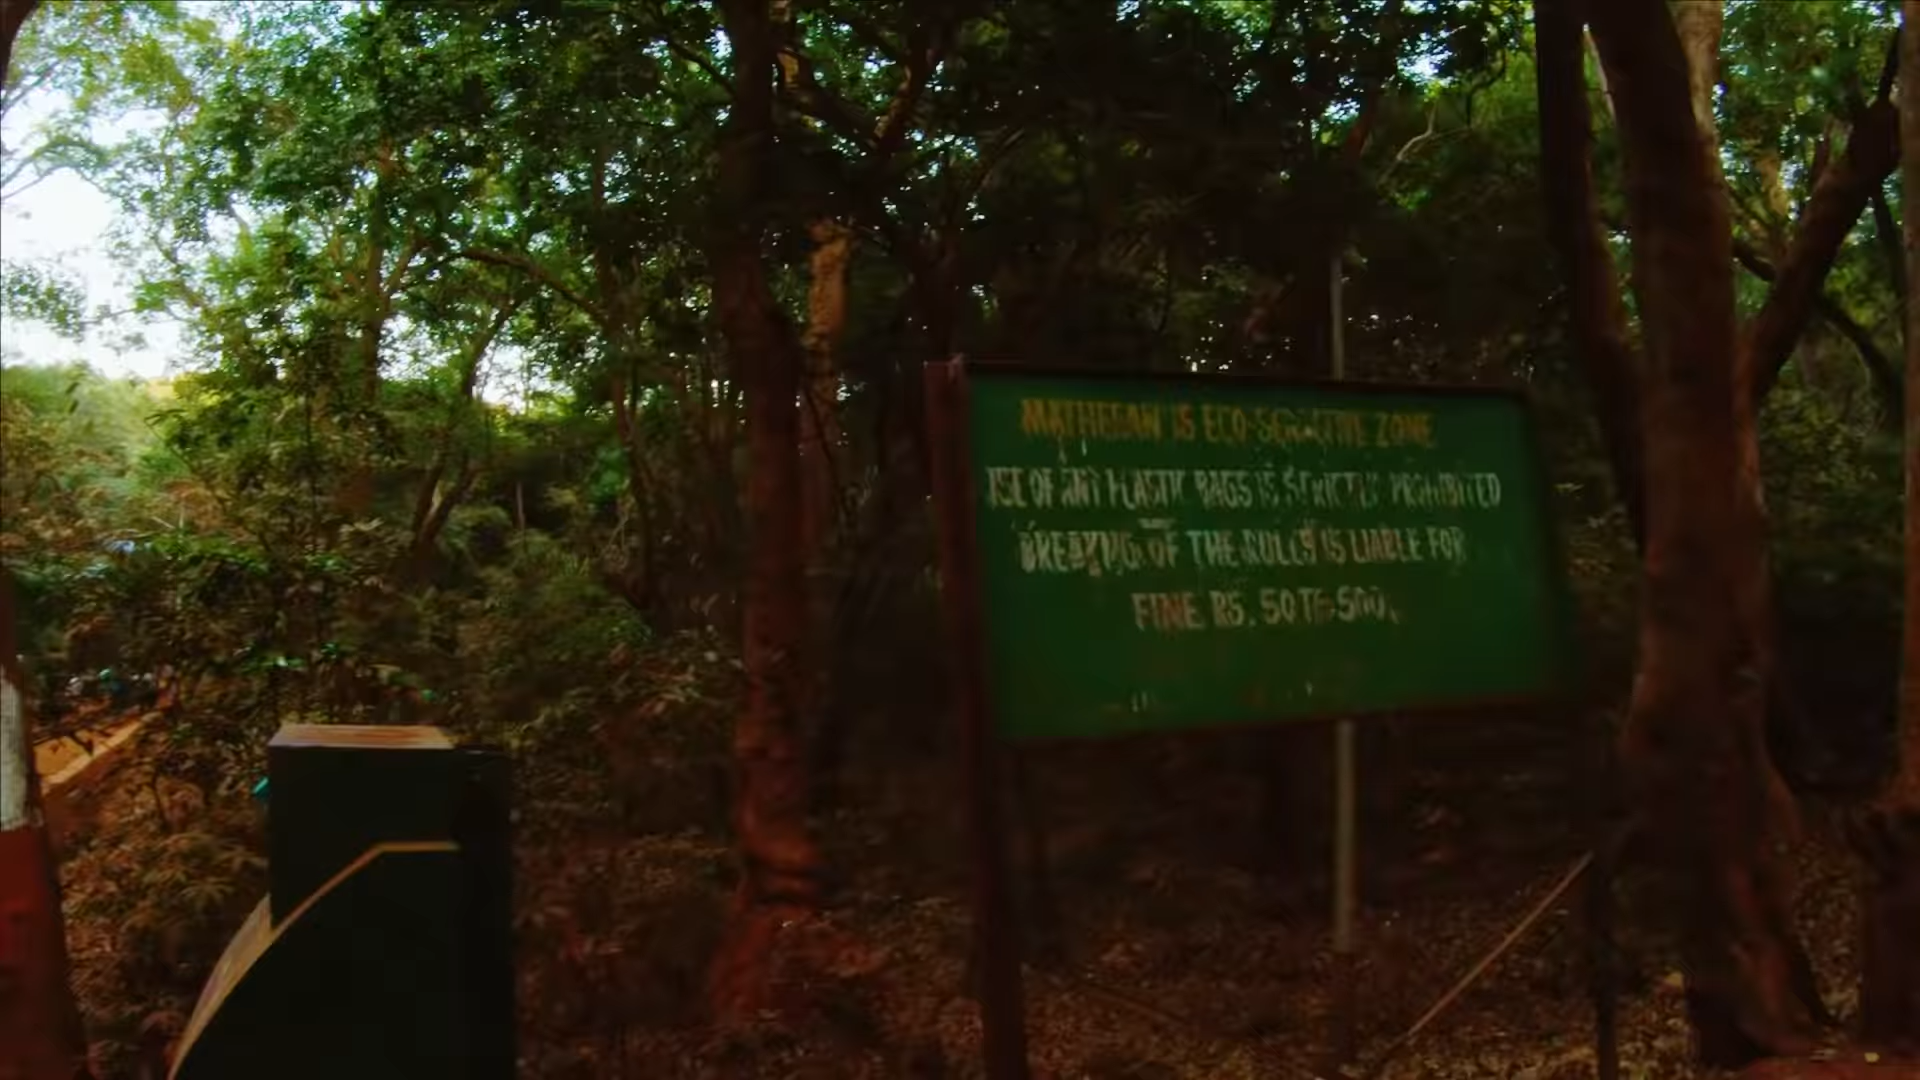 MATHERAN IS ECO-SENSITIVE ZONE
USE OF ANY PLASTIC BAGS IS STRICTLY PROHIBITED
BREAKING OF THE RULES IS LIABLE FOR
FINE RS. 50 TO 500/